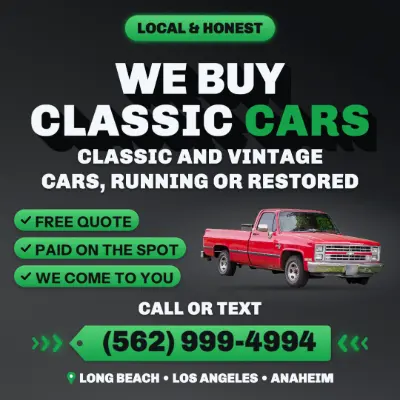 LOCAL & HONEST
WE BUY
CLASSIC CARS
CLASSIC AND VINTAGE
CARS, RUNNING OR RESTORED
FREE QUOTE
PAID ON THE SPOT
WE COME TO YOU
CALL OR TEXT
(562) 999-4994
LONG BEACH • LOS ANGELES • ANAHEIM